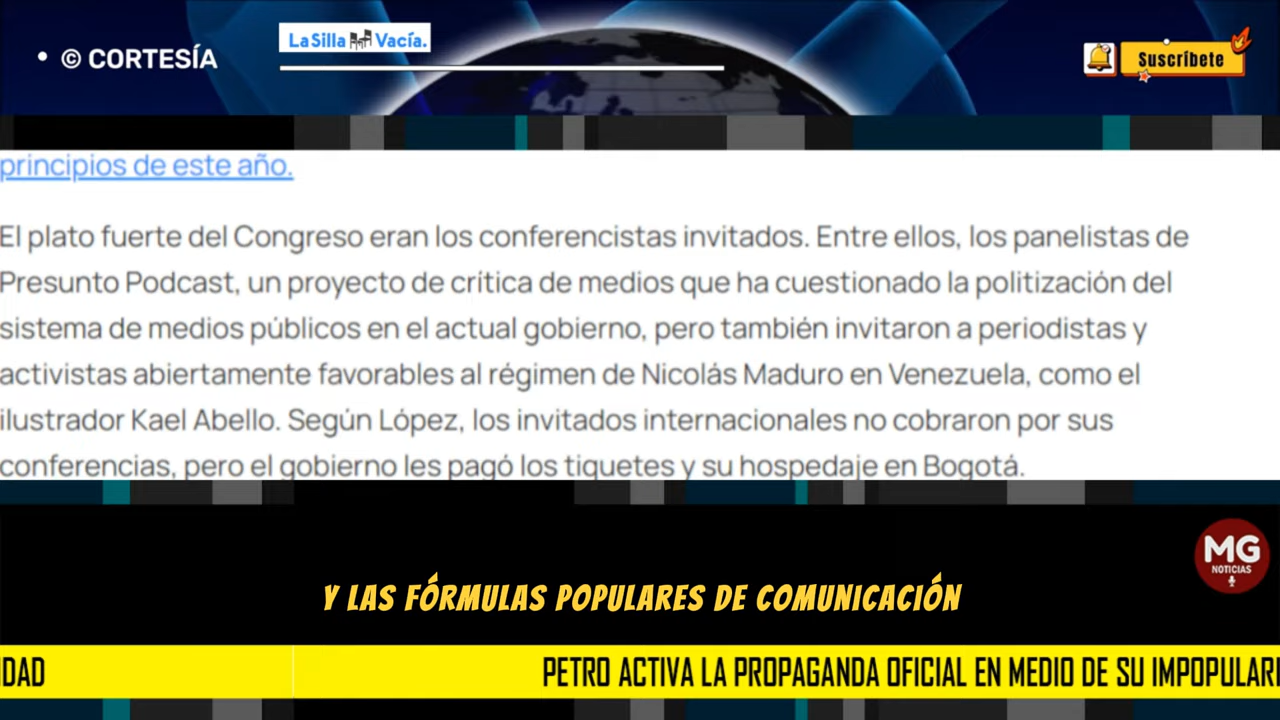 • © CORTESÍA
LaSilla Vacía.
Suscríbete
principios de este año.
El plato fuerte del Congreso eran los conferencistas invitados. Entre ellos, los panelistas de
Presunto Podcast, un proyecto de crítica de medios que ha cuestionado la politización del
sistema de medios públicos en el actual gobierno, pero también invitaron a periodistas y
activistas abiertamente favorables al régimen de Nicolás Maduro en Venezuela, como el
ilustrador Kael Abello. Según López, los invitados internacionales no cobraron por sus
conferencias, pero el gobierno les pagó los tiquetes y su hospedaje en Bogotá.
MG
NOTICIAS
Y LAS FÓRMULAS POPULARES DE COMUNICACIÓN
IDAD PETRO ACTIVA LA PROPAGANDA OFICIAL EN MEDIO DE SU IMPOPULARI